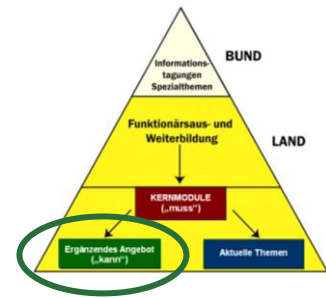 Informations-
tagungen
Spezialthemen
BUND
Funktionärsaus- und
Weiterbildung
LAND
KERNMODULE
(„muss“)
Ergänzendes Angebot
(„kann“)
Aktuelle Themen